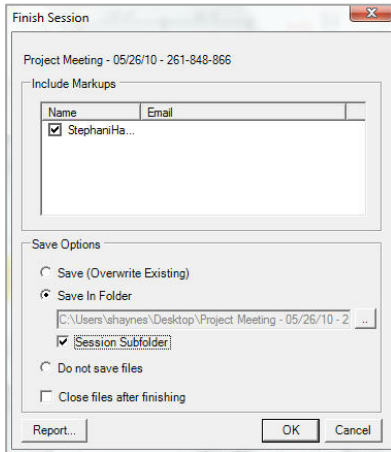 Finish Session
Project Meeting - 05/26/10 - 261-848-866
Include Markups
Name Email
StephaniHa...
Save Options
Save (Overwrite Existing)
Save In Folder
C:\Users\shaynes\Desktop\Project Meeting - 05/26/10 - 2 ..
Session Subfolder
Do not save files
Close files after finishing
Report... OK Cancel